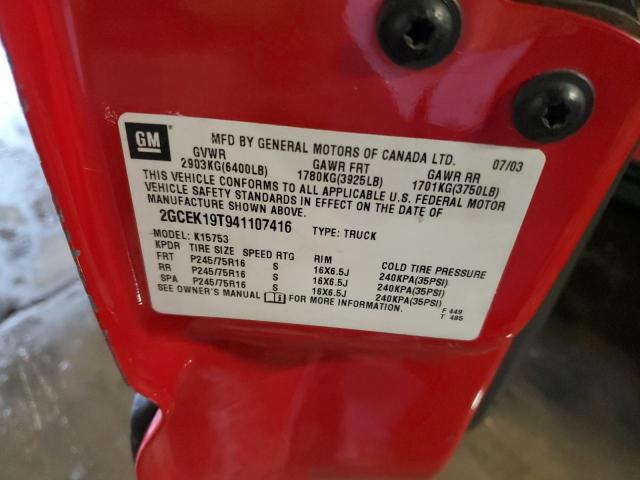 GM
MFD BY GENERAL MOTORS OF CANADA LTD. 07/03
GVWR GAWR FRT GAWR RR
2903KG(6400LB) 1780KG(3925LB) 1701KG(3750LB)
THIS VEHICLE CONFORMS TO ALL APPLICABLE U.S. FEDERAL MOTOR
VEHICLE SAFETY STANDARDS IN EFFECT ON THE DATE OF
MANUFACTURE SHOWN ABOVE.
2GCEK19T941107416 TYPE: TRUCK
MODEL: K15753
KPDR TIRE SIZE SPEED RTG RIM COLD TIRE PRESSURE
FRT P245/75R16 S 16X6.5J 240KPA(35PSI)
RR P245/75R16 S 16X6.5J 240KPA(35PSI)
SPA P245/75R16 S 16X6.5J 240KPA(35PSI)
SEE OWNER'S MANUAL FOR MORE INFORMATION.
F 449
T 485